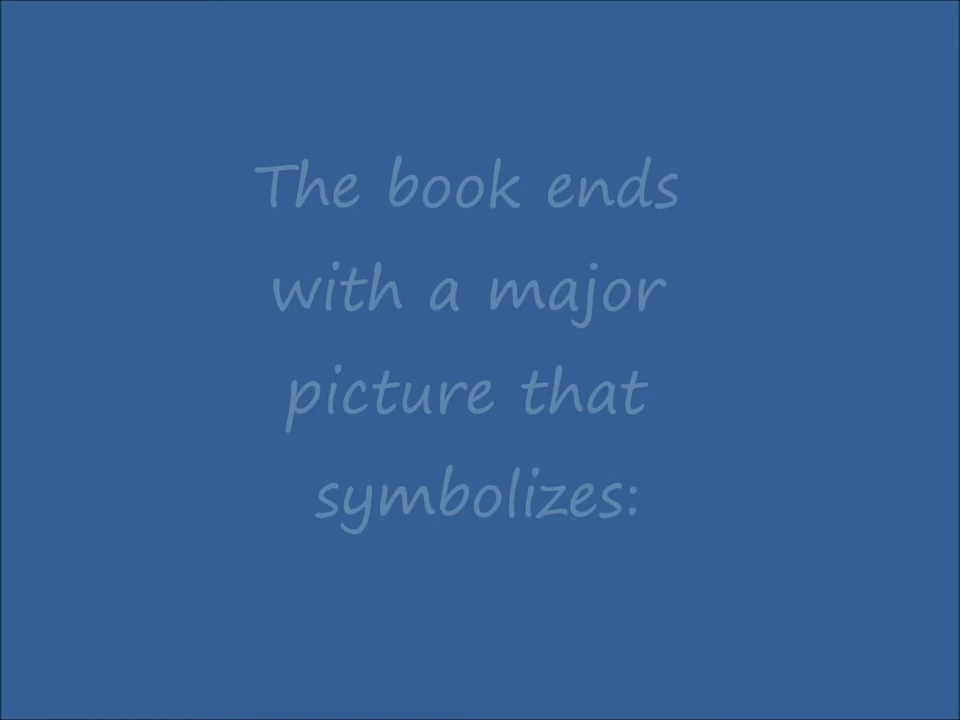 The book ends
with a major
picture that
symbolizes: